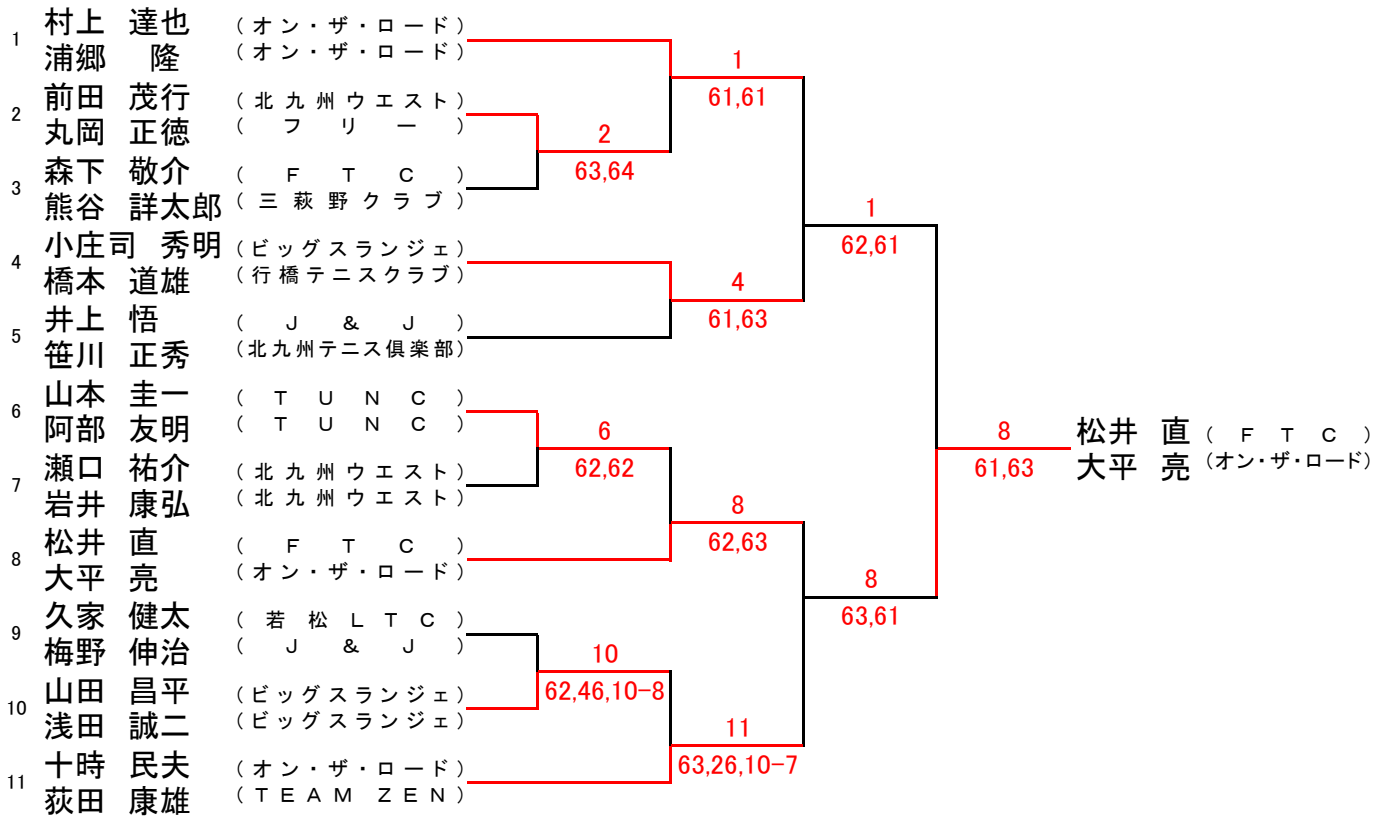 1 村上 達也 (オン・ザ・ロード)
浦郷 隆 (オン・ザ・ロード)
2 前田 茂行 (北九州ウエスト)
丸岡 正徳 (フリー)
3 森下 敬介 (FTC)
熊谷 詳太郎 (三萩野クラブ)
4 小庄司 秀明 (ビッグスランジェ)
橋本 道雄 (行橋テニスクラブ)
5 井上 悟 (J&J)
笹川 正秀 (北九州テニス倶楽部)
6 山本 圭一 (TUNC)
阿部 友明 (TUNC)
7 瀬口 祐介 (北九州ウエスト)
岩井 康弘 (北九州ウエスト)
8 松井 直 (FTC)
大平 亮 (オン・ザ・ロード)
9 久家 健太 (若松LTC)
梅野 伸治 (J&J)
10 山田 昌平 (ビッグスランジェ)
浅田 誠二 (ビッグスランジェ)
11 十時 民夫 (オン・ザ・ロード)
荻田 康雄 (TEAM ZEN)
2
63,64
6
62,62
10
62,46,10-8
1
61,61
4
61,63
8
62,63
11
63,26,10-7
1
62,61
8
63,61
8
61,63
松井 直 (FTC)
大平 亮 (オン・ザ・ロード)